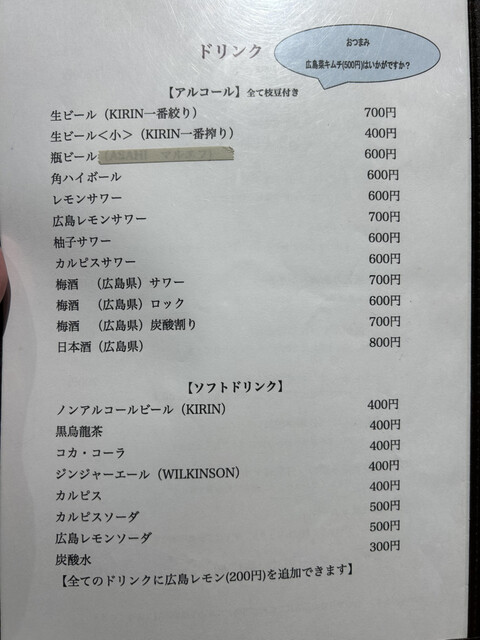 ドリンク
おつまみ
広島県キムチ(500円)はいかがですか？
【アルコール】全て枝豆付き
生ビール（KIRIN一番絞り） 700円
生ビール＜小＞（KIRIN一番搾り） 400円
瓶ビール（ASAHI　マルエフ） 600円
角ハイボール 600円
レモンサワー 600円
広島レモンサワー 700円
柚子サワー 600円
カルピスサワー 600円
梅酒　（広島県）サワー 700円
梅酒　（広島県）ロック 600円
梅酒　（広島県）炭酸割り 700円
日本酒（広島県） 800円
【ソフトドリンク】
ノンアルコールビール（KIRIN） 400円
黒烏龍茶 400円
コカ・コーラ 400円
ジンジャーエール（WILKINSON） 400円
カルピス 400円
カルピスソーダ 500円
広島レモンソーダ 500円
炭酸水 300円
【全てのドリンクに広島レモン(200円)を追加できます】